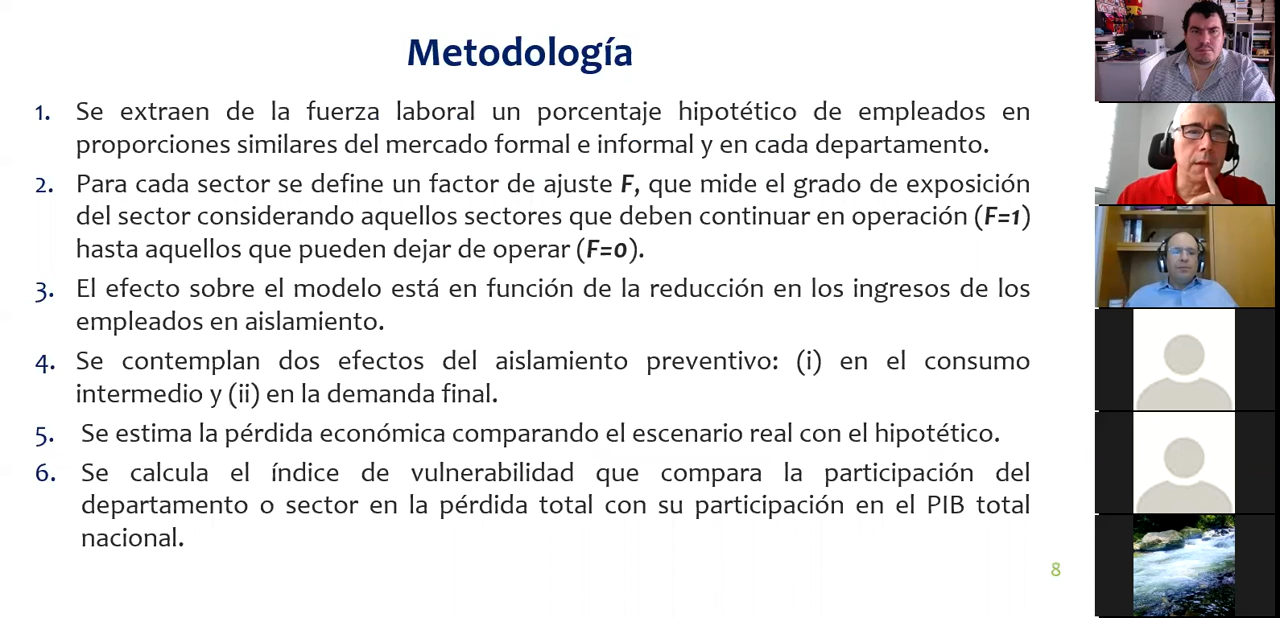 Metodología
1. Se extraen de la fuerza laboral un porcentaje hipotético de empleados en
proporciones similares del mercado formal e informal y en cada departamento.
2. Para cada sector se define un factor de ajuste F, que mide el grado de exposición
del sector considerando aquellos sectores que deben continuar en operación (F=1)
hasta aquellos que pueden dejar de operar (F=0).
3. El efecto sobre el modelo está en función de la reducción en los ingresos de los
empleados en aislamiento.
4. Se contemplan dos efectos del aislamiento preventivo: (i) en el consumo
intermedio y (ii) en la demanda final.
5. Se estima la pérdida económica comparando el escenario real con el hipotético.
6. Se calcula el índice de vulnerabilidad que compara la participación del
departamento o sector en la pérdida total con su participación en el PIB total
nacional.
8